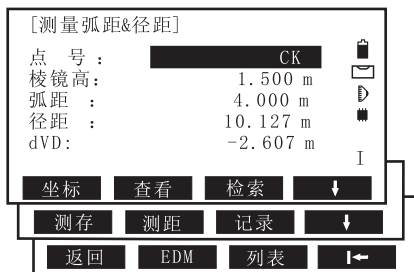 [测量弧距&径距]
点 号 : CK
棱镜高: 1.500 m
弧距 : 4.000 m
径距 : 10.127 m
dVD: -2.607 m
I
坐标 查看 检索 ↓
测存 测距 记录 ↓
返回 EDM 列表